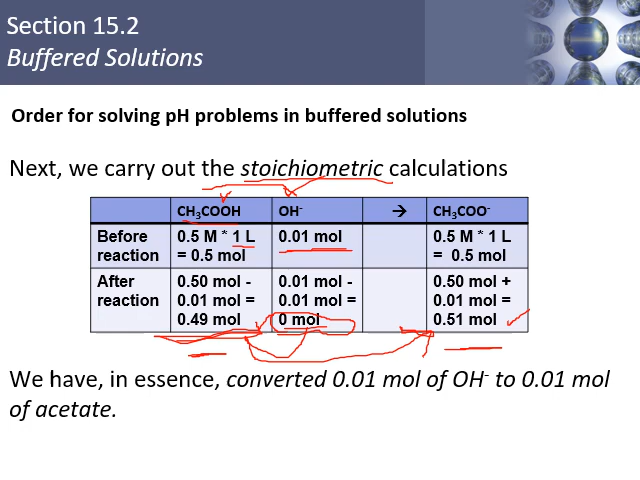 Section 15.2
Buffered Solutions
Order for solving pH problems in buffered solutions
Next, we carry out the stoichiometric calculations
CH₃COOH OH⁻ → CH₃COO⁻
Before reaction 0.5 M * 1 L = 0.5 mol 0.01 mol 0.5 M * 1 L = 0.5 mol
After reaction 0.50 mol - 0.01 mol = 0.49 mol 0.01 mol - 0.01 mol = 0 mol 0.50 mol + 0.01 mol = 0.51 mol
We have, in essence, converted 0.01 mol of OH⁻ to 0.01 mol
of acetate.